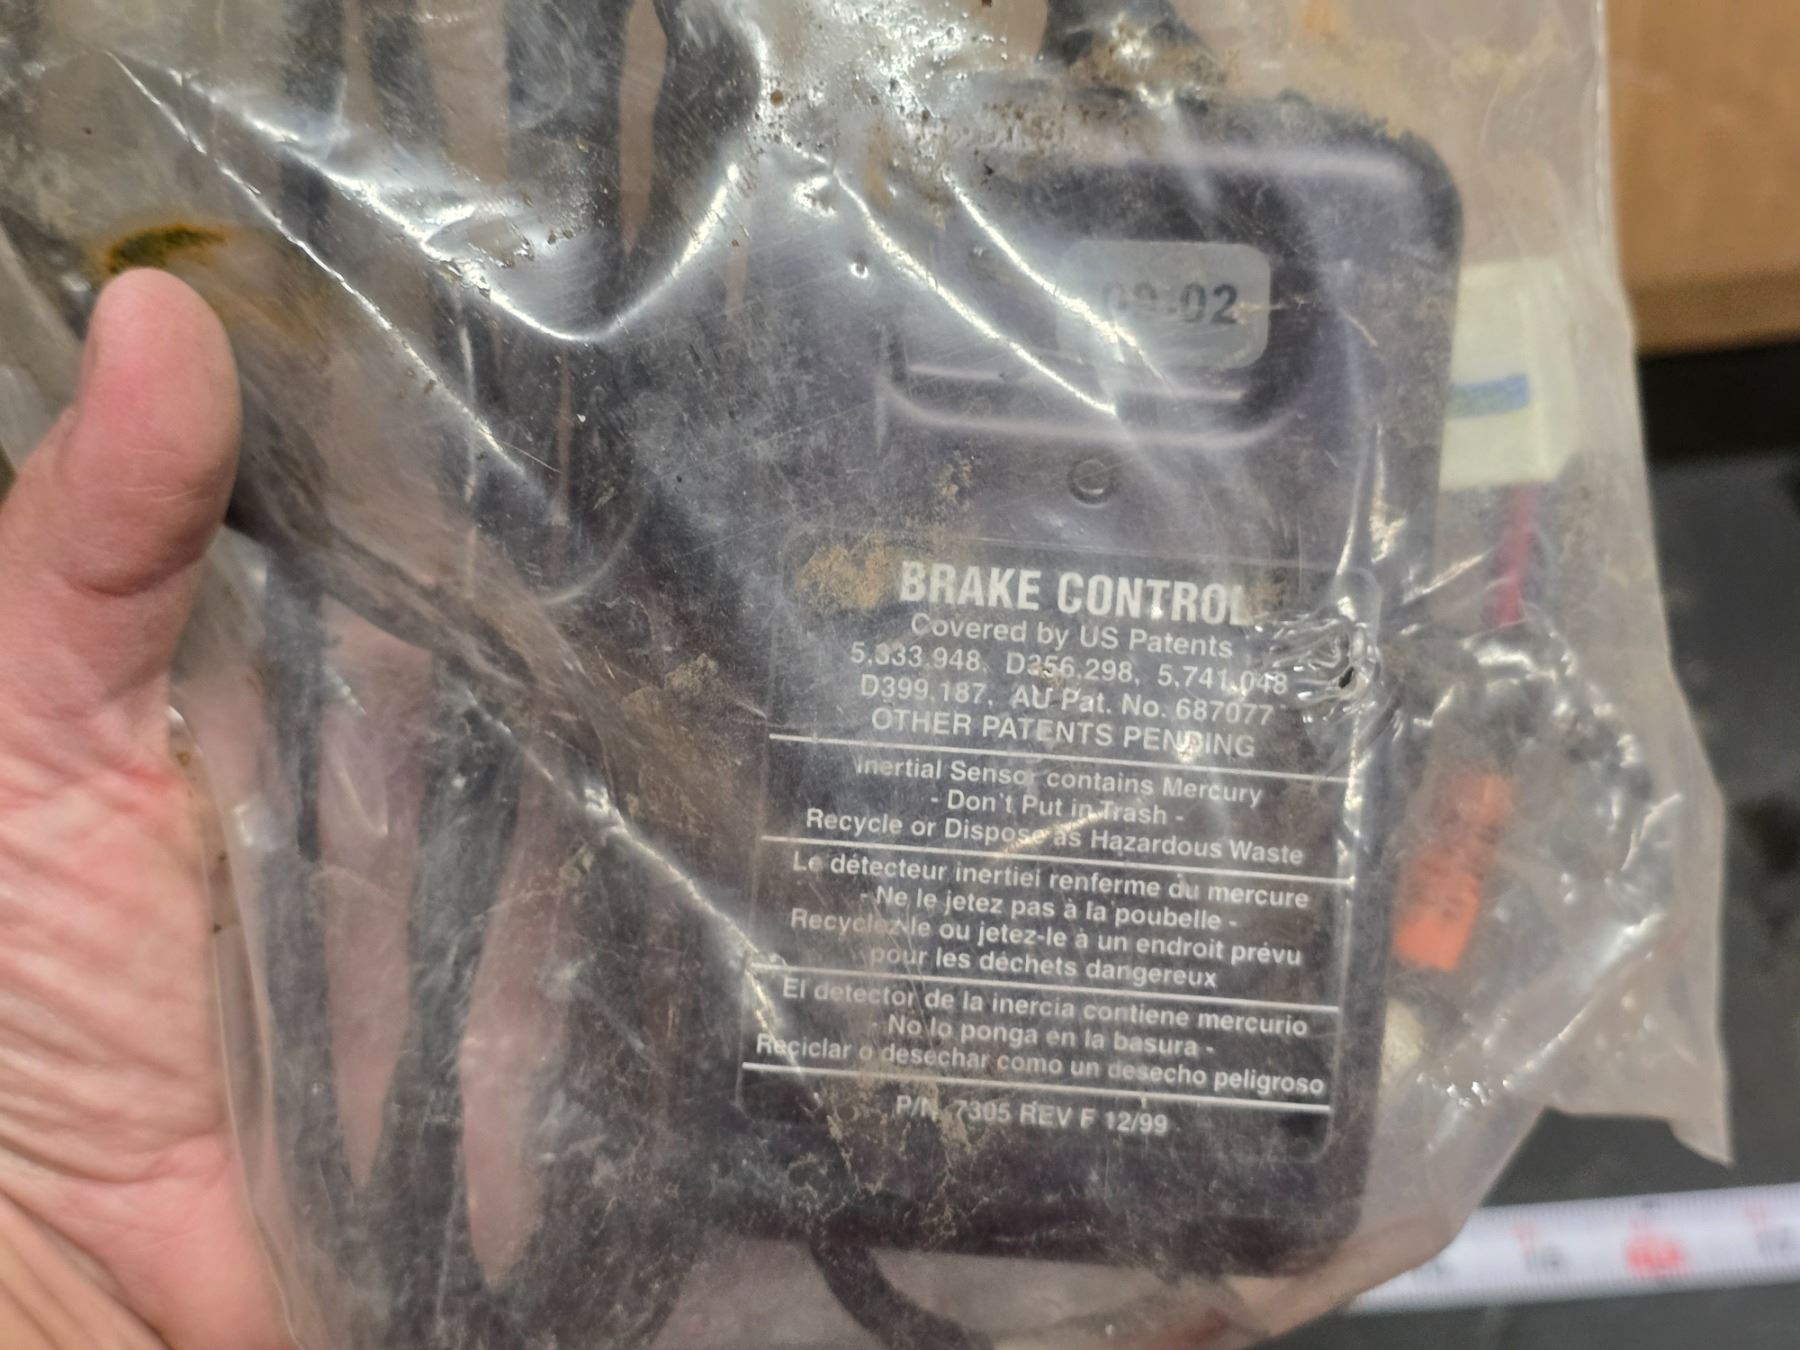 09-02
BRAKE CONTROL
Covered by US Patents
5,333,948, D356,298, 5,741,048
D399,187, AU Pat. No. 687077
OTHER PATENTS PENDING
Inertial Sensor contains Mercury
- Don't Put in Trash -
Recycle or Dispose as Hazardous Waste
Le détecteur inertiel renferme du mercure
- Ne le jetez pas à la poubelle -
Recyclez-le ou jetez-le à un endroit prévu
pour les déchets dangereux
El detector de la inercia contiene mercurio
- No lo ponga en la basura -
Reciclar o desechar como un desecho peligroso
P/N 7305 REV F 12/99